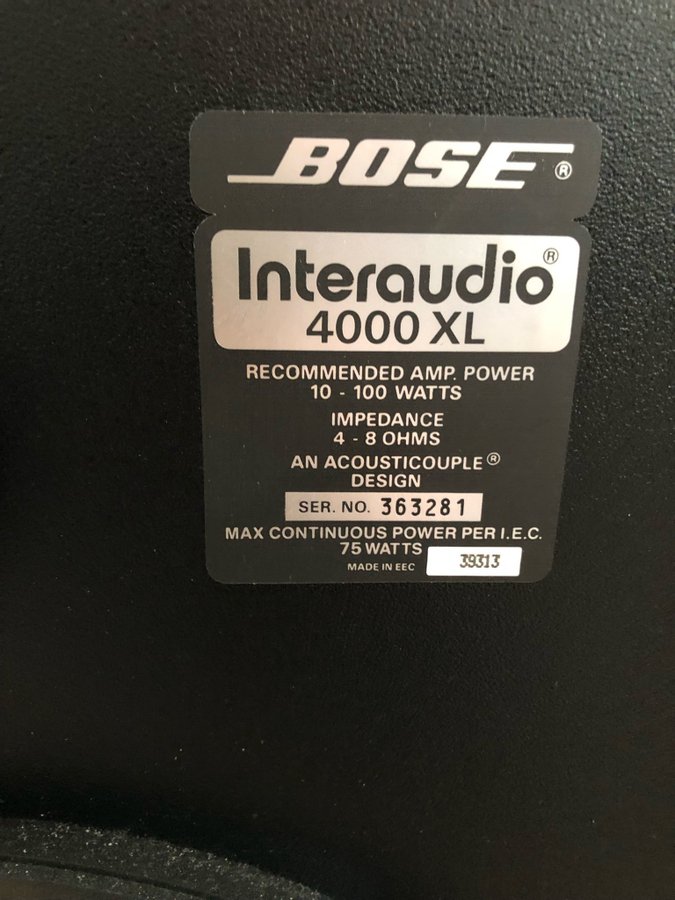 BOSE®
Interaudio®
4000 XL
RECOMMENDED AMP. POWER
10 - 100 WATTS
IMPEDANCE
4 - 8 OHMS
AN ACOUSTICOUPLE®
DESIGN
SER. NO. 363281
MAX CONTINUOUS POWER PER I.E.C.
75 WATTS
MADE IN EEC 39313